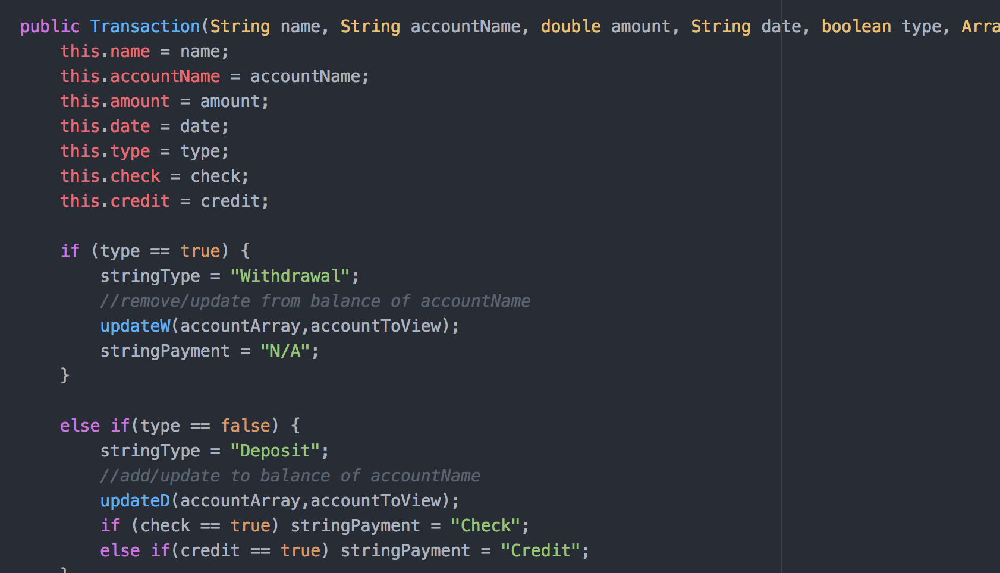 public Transaction(String name, String accountName, double amount, String date, boolean type, Arra
this.name = name;
this.accountName = accountName;
this.amount = amount;
this.date = date;
this.type = type;
this.check = check;
this.credit = credit;
if (type == true) {
stringType = "Withdrawal";
//remove/update from balance of accountName
updateW(accountArray,accountToView);
stringPayment = "N/A";
}
else if(type == false) {
stringType = "Deposit";
//add/update to balance of accountName
updateD(accountArray,accountToView);
if (check == true) stringPayment = "Check";
else if(credit == true) stringPayment = "Credit";
}